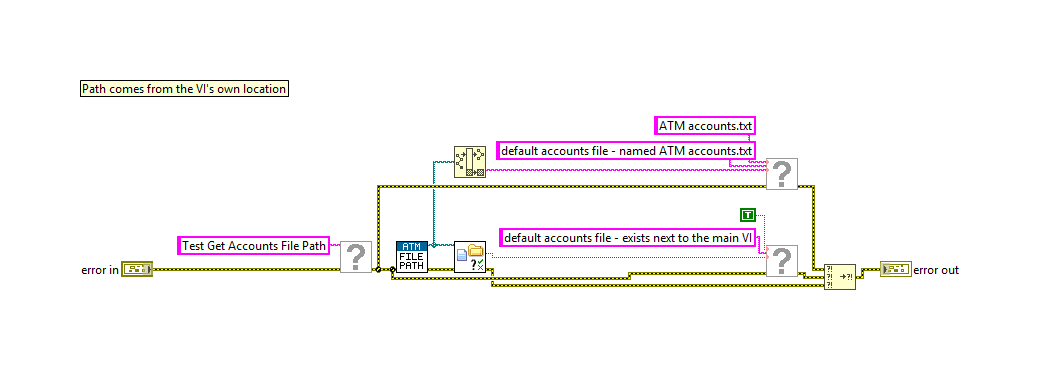 Path comes from the VI's own location
ATM accounts.txt
default accounts file - named ATM accounts.txt
?
T
Test Get Accounts File Path
?
default accounts file - exists next to the main VI
ATM
FILE
PATH
?
?
error in
?!
?! →?!
?!
error out